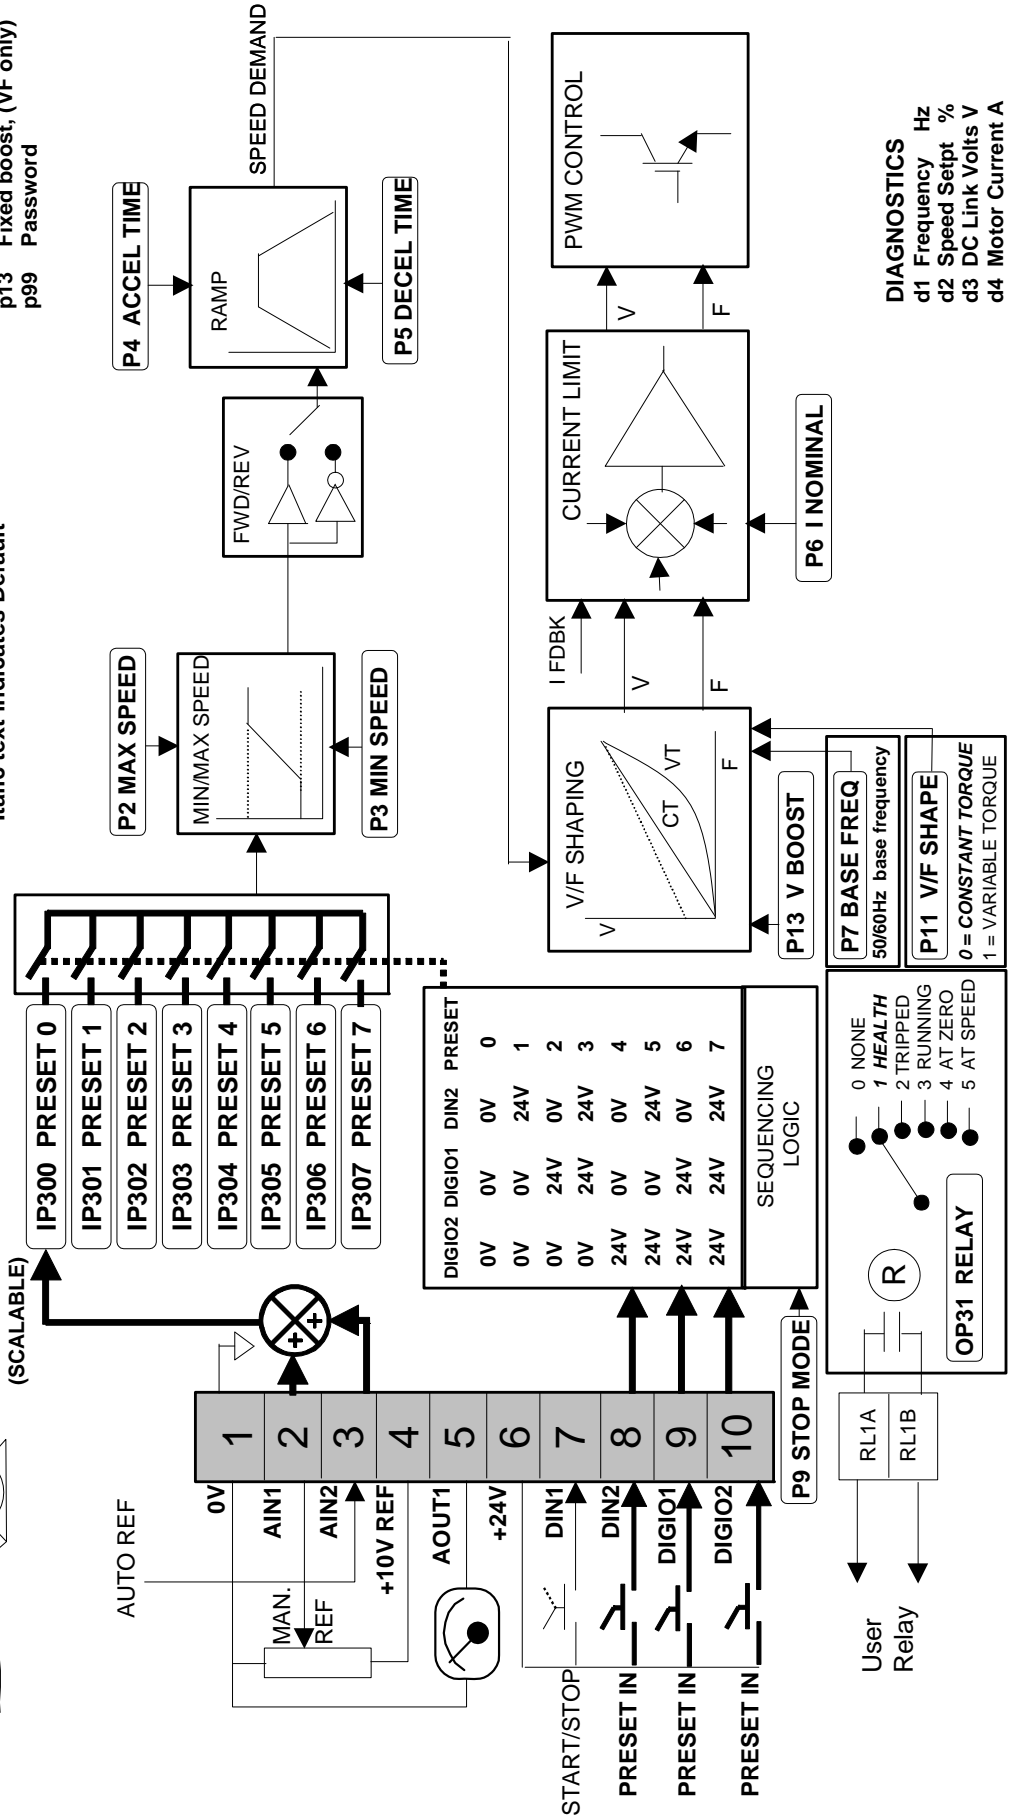 p13 Fixed boost, (VF only)
p99 Password
(SCALABLE)
IP300 PRESET 0
IP301 PRESET 1
IP302 PRESET 2
IP303 PRESET 3
IP304 PRESET 4
IP305 PRESET 5
IP306 PRESET 6
IP307 PRESET 7
P2 MAX SPEED
MIN/MAX SPEED
P3 MIN SPEED
FWD/REV
P4 ACCEL TIME
RAMP
P5 DECEL TIME
SPEED DEMAND
AUTO REF
MAN.
REF
0V
AIN1
AIN2
+10V REF
AOUT1
+24V
DIN1
DIN2
DIGIO1
DIGIO2
1
2
3
4
5
6
7
8
9
10
+
+
START/STOP
PRESET IN
PRESET IN
PRESET IN
DIGIO2 DIGIO1 DIN2 PRESET
0V 0V 0V 0
0V 0V 24V 1
0V 24V 0V 2
0V 24V 24V 3
24V 0V 0V 4
24V 0V 24V 5
24V 24V 0V 6
24V 24V 24V 7
SEQUENCING
LOGIC
P9 STOP MODE
V/F SHAPING
V
CT
VT
F
P13 V BOOST
P7 BASE FREQ
50/60Hz base frequency
P11 V/F SHAPE
0 = CONSTANT TORQUE
1 = VARIABLE TORQUE
I FDBK
V
F
CURRENT LIMIT
P6 I NOMINAL
V
F
PWM CONTROL
User
Relay
RL1A
RL1B
R
OP31 RELAY
0 NONE
1 HEALTH
2 TRIPPED
3 RUNNING
4 AT ZERO
5 AT SPEED
DIAGNOSTICS
d1 Frequency Hz
d2 Speed Setpt %
d3 DC Link Volts V
d4 Motor Current A